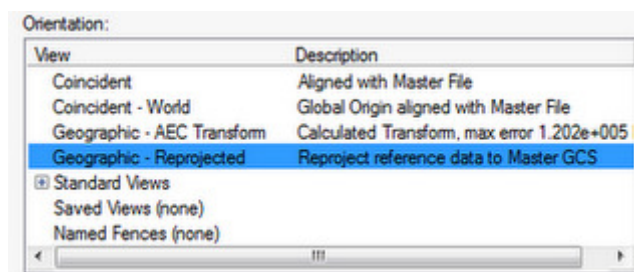 Orientation:
View Description
Coincident Aligned with Master File
Coincident - World Global Origin aligned with Master File
Geographic - AEC Transform Calculated Transform, max error 1.202e+005
Geographic - Reprojected Reproject reference data to Master GCS
Standard Views
Saved Views (none)
Named Fences (none)